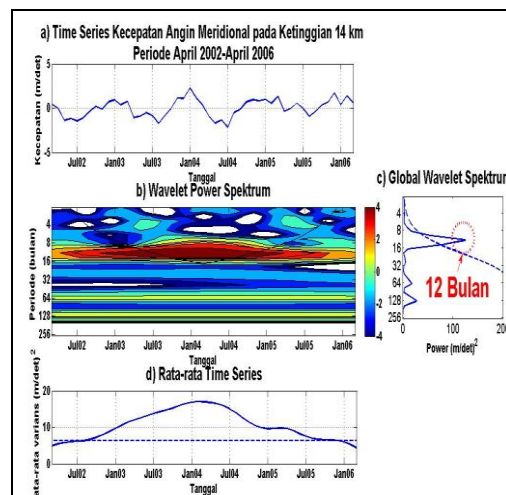 a) Time Series Kecepatan Angin Meridional pada Ketinggian 14 km
Periode April 2002-April 2006
Kecepatan (m/det)
5
0
-5
Jul02 Jan03 Jul03 Jan04 Jul04 Jan05 Jul05 Jan06
Tanggal
b) Wavelet Power Spektrum
Periode (bulan)
4
8
16
32
64
128
256
Jul02 Jan03 Jul03 Jan04 Jul04 Jan05 Jul05 Jan06
Tanggal
4
2
0
-2
-4
c) Global Wavelet Spektrum
4
8
16
32
64
128
256
12 Bulan
0 100 200
Power (m/det)2
d) Rata-rata Time Series
varians (m/det) 2
20
10
0
Jul02 Jan03 Jul03 Jan04 Jul04 Jan05 Jul05 Jan06
Tanggal